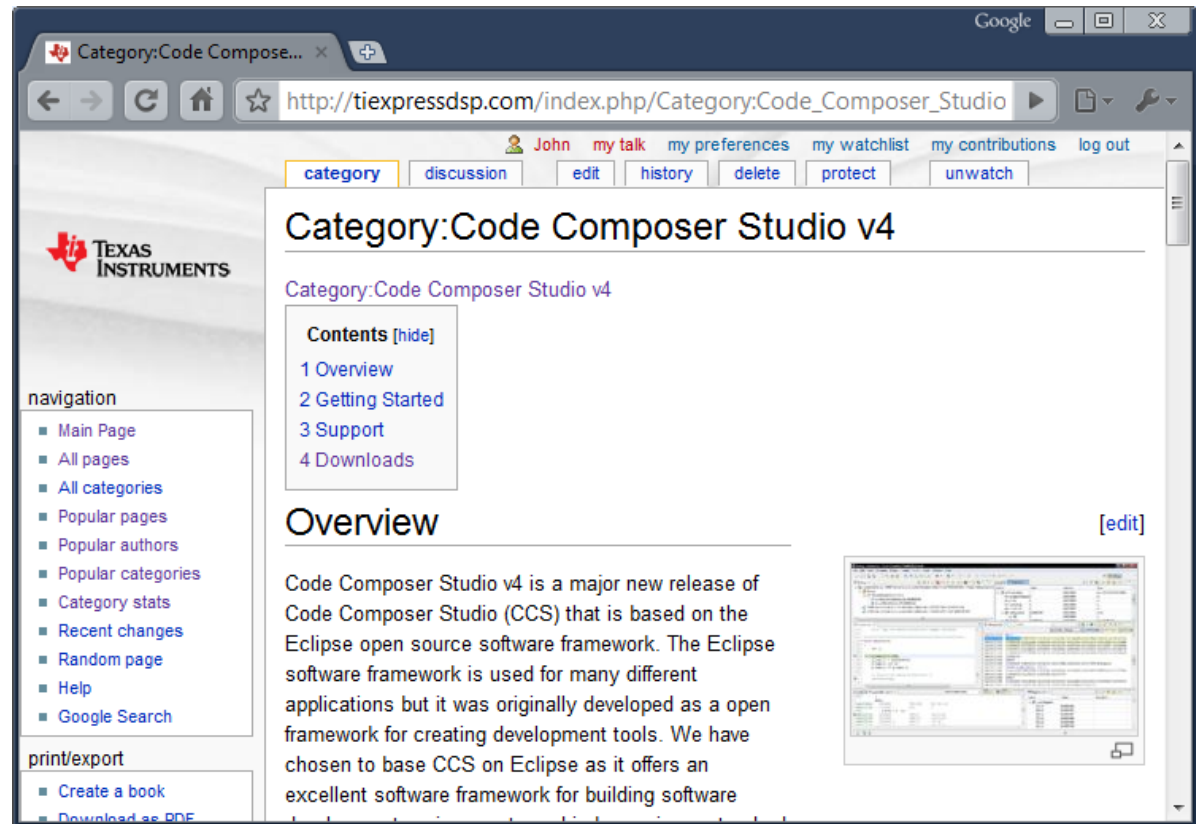 Google
Category:Code Compose...
http://tiexpressdsp.com/index.php/Category:Code_Composer_Studio
John my talk my preferences my watchlist my contributions log out
category discussion edit history delete protect unwatch
TEXAS
INSTRUMENTS
navigation
Main Page
All pages
All categories
Popular pages
Popular authors
Popular categories
Category stats
Recent changes
Random page
Help
Google Search
print/export
Create a book
Download as PDF
Category:Code Composer Studio v4
Category:Code Composer Studio v4
Contents [hide]
1 Overview
2 Getting Started
3 Support
4 Downloads
Overview [edit]
Code Composer Studio v4 is a major new release of
Code Composer Studio (CCS) that is based on the
Eclipse open source software framework. The Eclipse
software framework is used for many different
applications but it was originally developed as a open
framework for creating development tools. We have
chosen to base CCS on Eclipse as it offers an
excellent software framework for building software